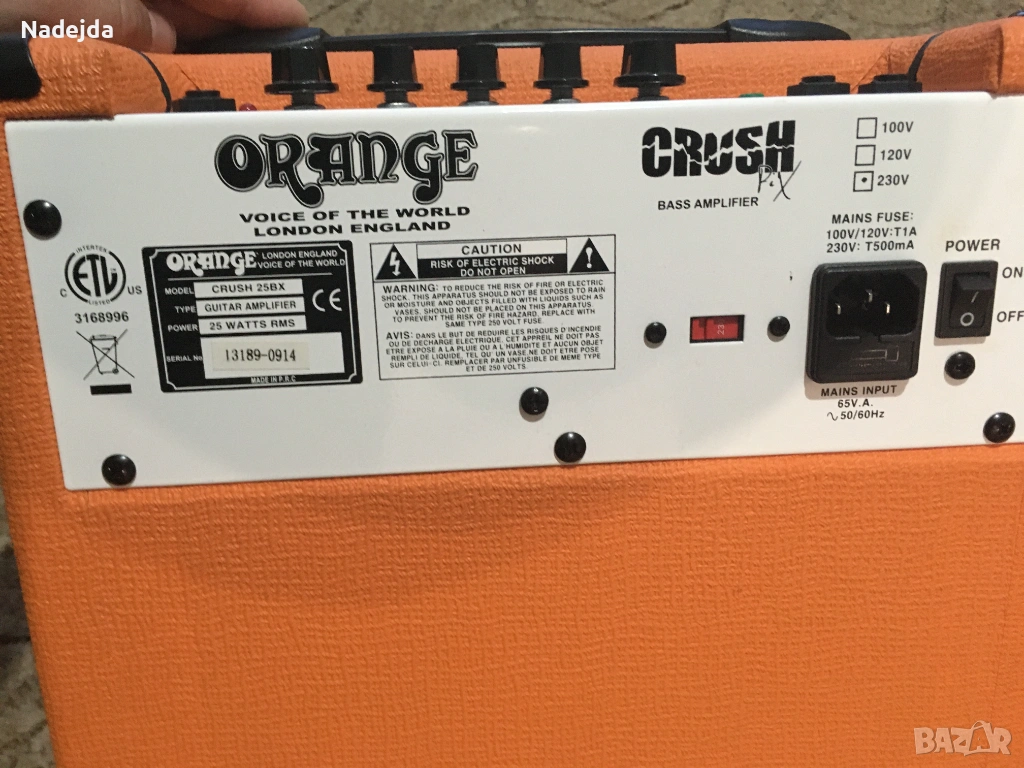 Nadejda
ORANGE
VOICE OF THE WORLD
LONDON ENGLAND
CRUSH
PiX
BASS AMPLIFIER
100V
120V
230V
MAINS FUSE:
100V/120V:T1A
230V: T500mA
POWER
ON
OFF
INTERTEK
ETL
C US
LISTED
3168996
ORANGE LONDON ENGLAND
VOICE OF THE WORLD
MODEL CRUSH 25BX
TYPE GUITAR AMPLIFIER
POWER 25 WATTS RMS
CE
SERIAL No 13189-0914
MADE IN P.R.C
CAUTION
RISK OF ELECTRIC SHOCK
DO NOT OPEN
WARNING: TO REDUCE THE RISK OF FIRE OR ELECTRIC
SHOCK. THIS APPARATUS SHOULD NOT BE EXPOSED TO RAIN
OR MOISTURE AND OBJECTS FILLED WITH LIQUIDS SUCH AS
VASES. SHOULD NOT BE PLACED ON THIS APPARATUS
TO PREVENT THE RISK OF FIRE HAZARD, REPLACE WITH
SAME TYPE 250 VOLT FUSE.
AVIS: DANS LE BUT DE REDUIRE LES RISQUES D'INCENDIE
OU DE DECHARGE ELECTRIQUE. CET APPREIL NE DOIT PAS
ETRE EXPOSE A LA PLUIE OU A L'HUMIDITE ET AUCUN OBJET
REMPLI DE LIQUIDE, TEL QU' UN VASE NE DOIT ETRE MIS
SUR CELUI- CI. REMPLACER PAR UNFUSIBLE DE MEME TYPE
ET DE 250 VOLTS.
23
MAINS INPUT
65V.A.
∿50/60Hz
BAZAR